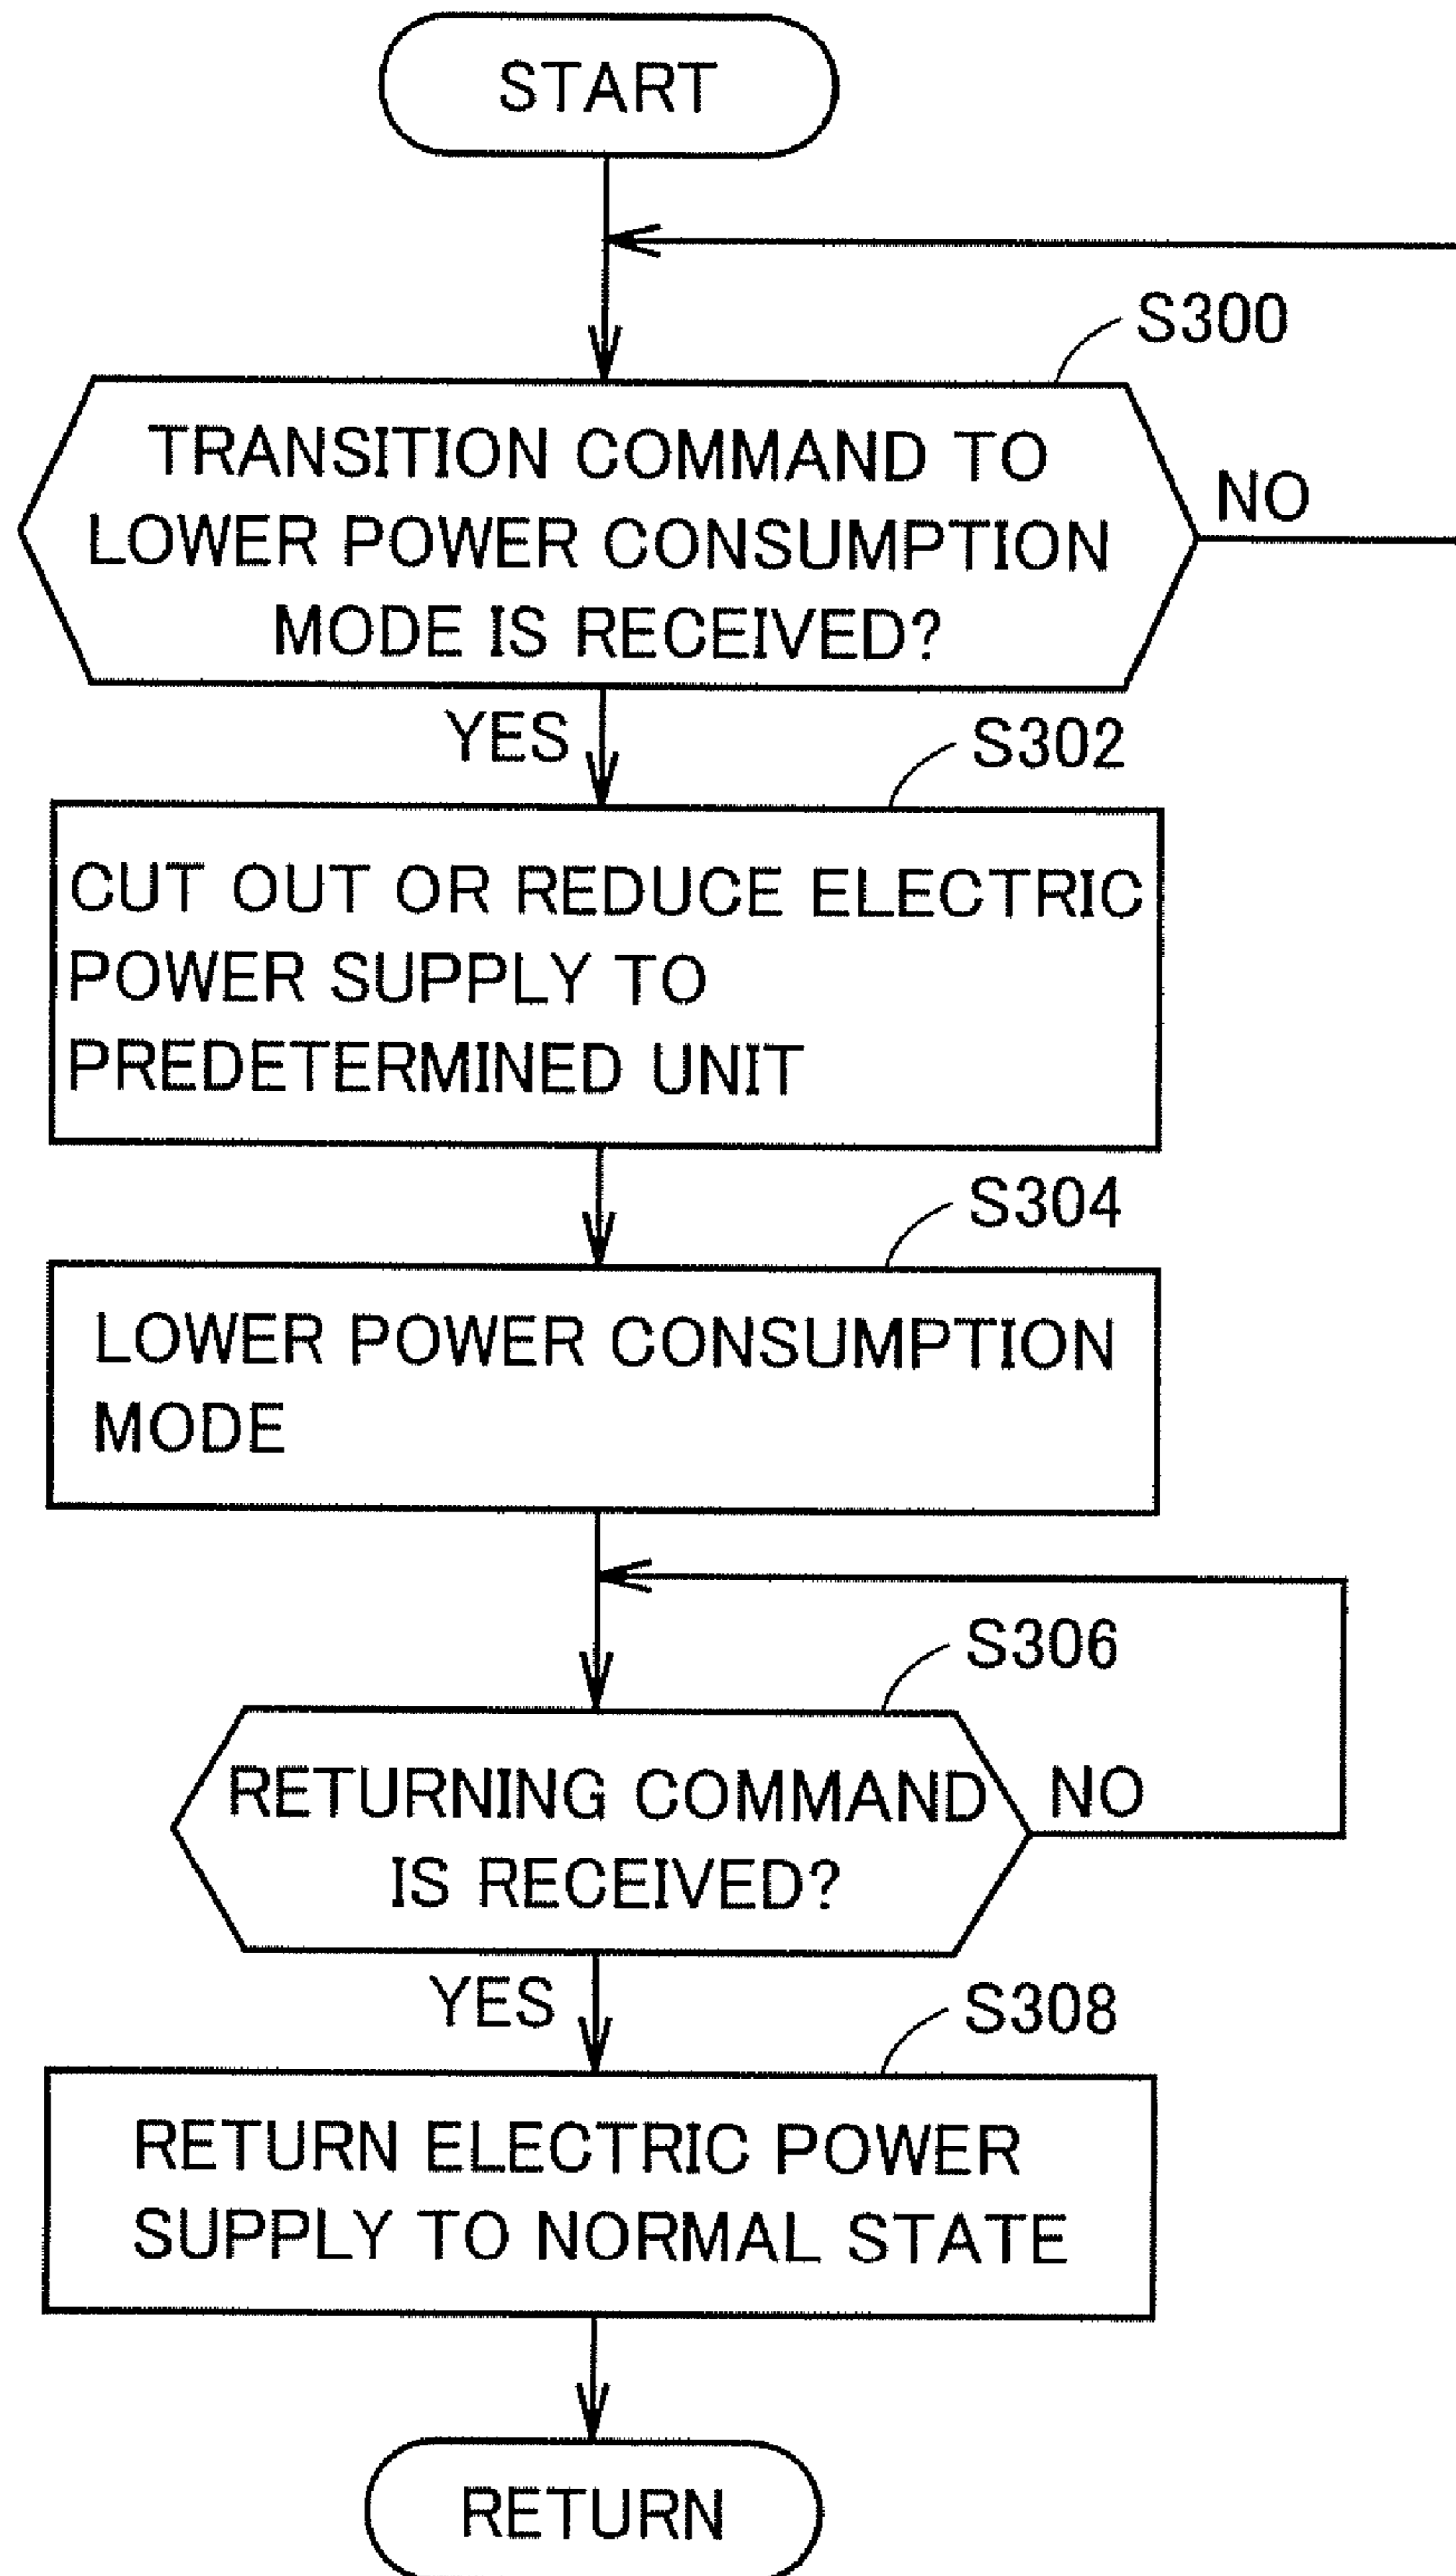 START
S300
TRANSITION COMMAND TO
LOWER POWER CONSUMPTION
MODE IS RECEIVED?
NO
YES
S302
CUT OUT OR REDUCE ELECTRIC
POWER SUPPLY TO
PREDETERMINED UNIT
S304
LOWER POWER CONSUMPTION
MODE
S306
RETURNING COMMAND
IS RECEIVED?
NO
YES
S308
RETURN ELECTRIC POWER
SUPPLY TO NORMAL STATE
RETURN